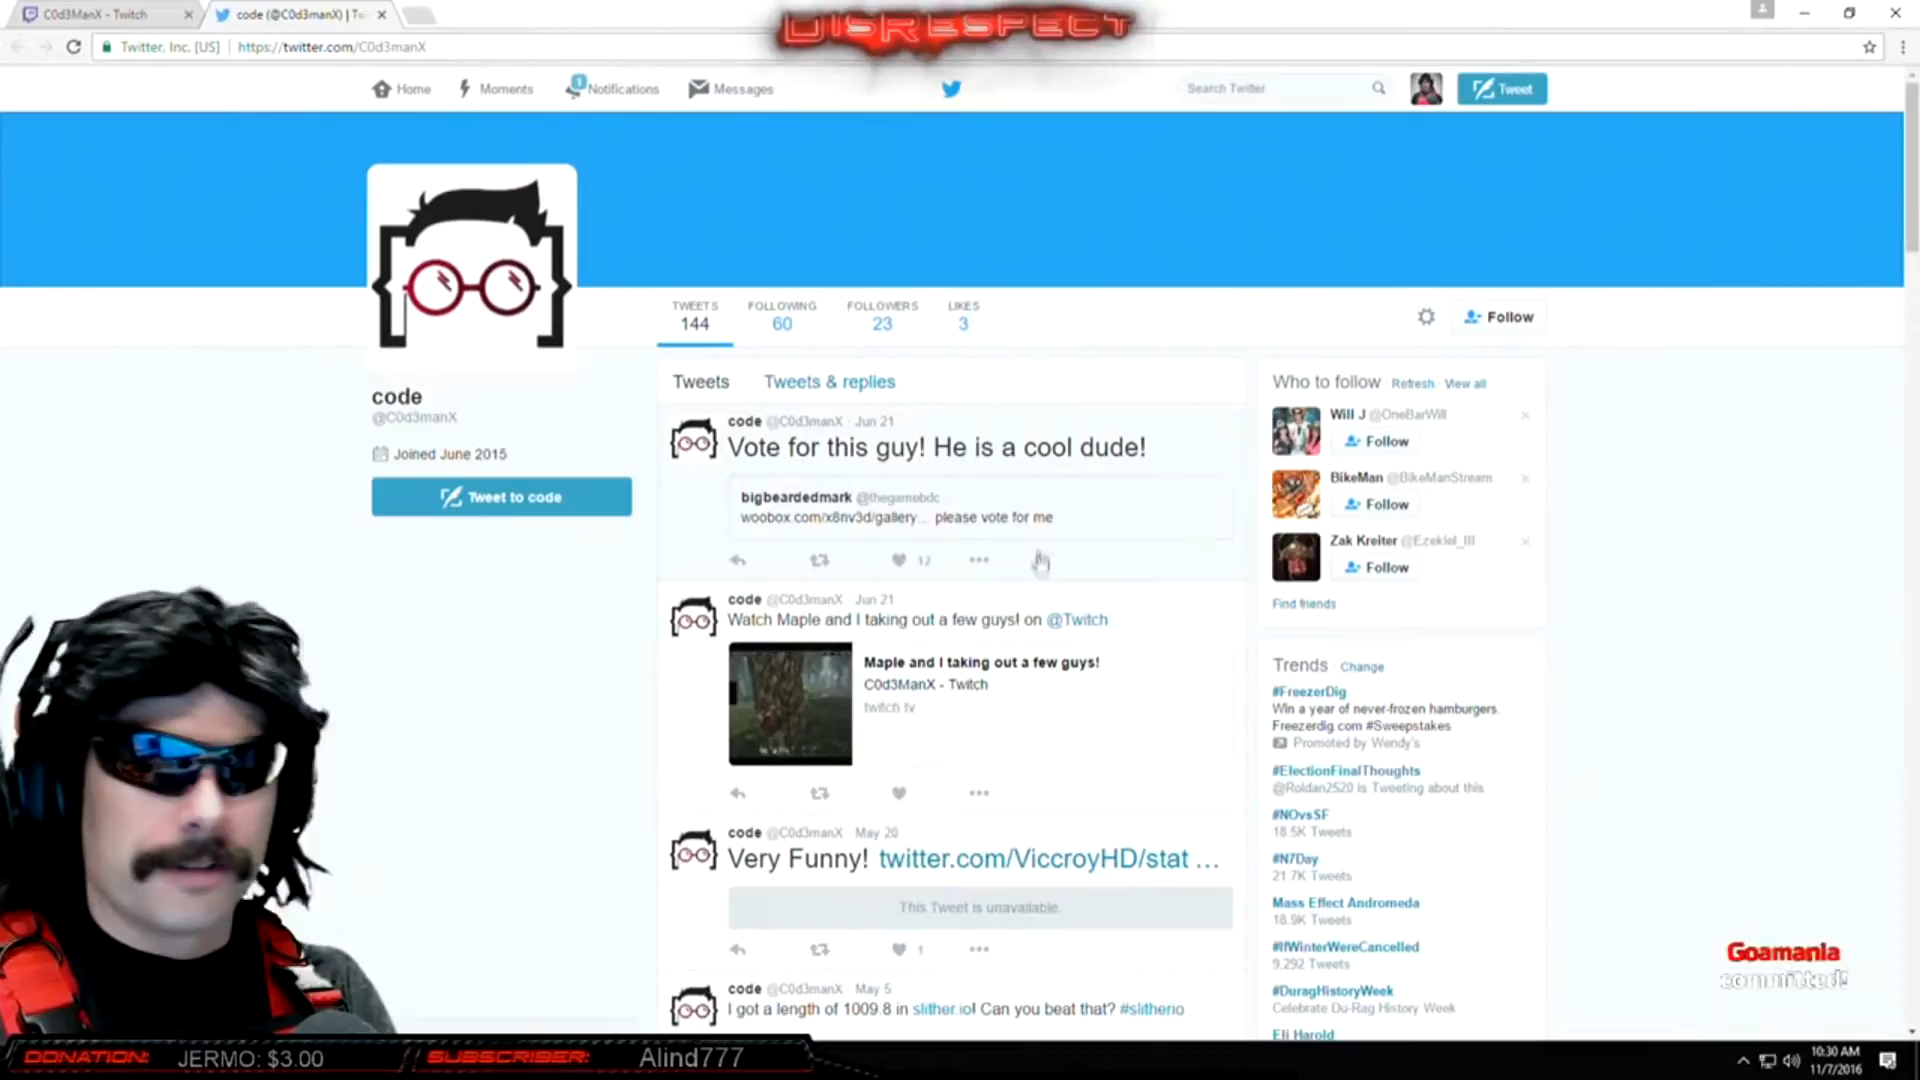 C0d3ManX - Twitch
code (@C0d3manX) | Tw
DISRESPECT
Twitter, Inc. [US]
https://twitter.com/C0d3manX
Home
Moments
1
Notifications
Messages
Search Twitter
Tweet
TWEETS
144
FOLLOWING
60
FOLLOWERS
23
LIKES
3
Follow
code
@C0d3manX
Joined June 2015
Tweet to code
Tweets
Tweets & replies
code @C0d3manX · Jun 21
Vote for this guy! He is a cool dude!
bigbeardedmark @thegamebdc
woobox.com/x8nv3d/gallery... please vote for me
12
code @C0d3manX · Jun 21
Watch Maple and I taking out a few guys! on @Twitch
Maple and I taking out a few guys!
C0d3ManX - Twitch
twitch.tv
code @C0d3manX · May 20
Very Funny! twitter.com/ViccroyHD/stat ...
This Tweet is unavailable.
1
code @C0d3manX · May 5
I got a length of 1009.8 in slither.io! Can you beat that? #slitherio
Who to follow · Refresh · View all
Will J @OneBarWill
Follow
BikeMan @BikeManStream
Follow
Zak Kreiter @Ezekiel_III
Follow
Find friends
Trends · Change
#FreezerDig
Win a year of never-frozen hamburgers.
Freezerdig.com #Sweepstakes
Promoted by Wendy's
#ElectionFinalThoughts
@Roldan2520 is Tweeting about this
#NOvsSF
18.5K Tweets
#N7Day
21.7K Tweets
Mass Effect Andromeda
18.9K Tweets
#IfWinterWereCancelled
9,292 Tweets
#DuragHistoryWeek
Celebrate Du-Rag History Week
Eli Harold
Goamania
committed!
DONATION: JERMO: $3.00
SUBSCRIBER: Alind777
10:30 AM
11/7/2016